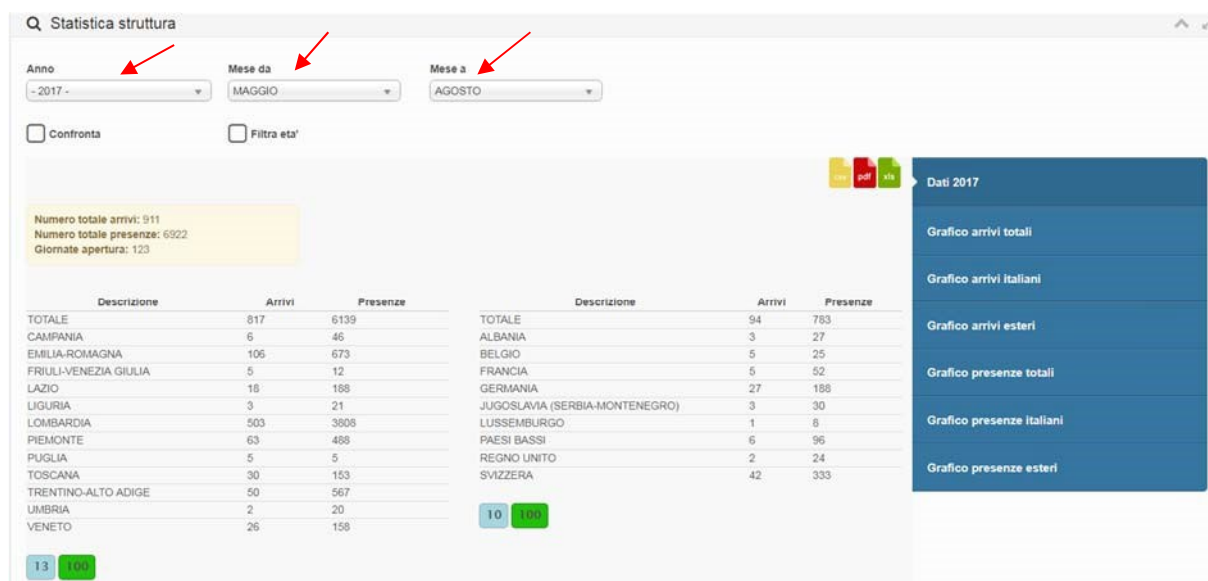 Statistica struttura
Anno Mese da Mese a
- 2017 - MAGGIO AGOSTO
Confronta Filtra eta'
csv pdf xls
Numero totale arrivi: 911
Numero totale presenze: 6922
Giornate apertura: 123
Descrizione Arrivi Presenze
TOTALE 817 6139
CAMPANIA 6 46
EMILIA-ROMAGNA 106 673
FRIULI-VENEZIA GIULIA 5 12
LAZIO 18 188
LIGURIA 3 21
LOMBARDIA 503 3808
PIEMONTE 63 488
PUGLIA 5 5
TOSCANA 30 153
TRENTINO-ALTO ADIGE 50 567
UMBRIA 2 20
VENETO 26 158
13 100
Descrizione Arrivi Presenze
TOTALE 94 783
ALBANIA 3 27
BELGIO 5 25
FRANCIA 5 52
GERMANIA 27 188
JUGOSLAVIA (SERBIA-MONTENEGRO) 3 30
LUSSEMBURGO 1 8
PAESI BASSI 6 96
REGNO UNITO 2 24
SVIZZERA 42 333
10 100
Dati 2017
Grafico arrivi totali
Grafico arrivi italiani
Grafico arrivi esteri
Grafico presenze totali
Grafico presenze italiani
Grafico presenze esteri